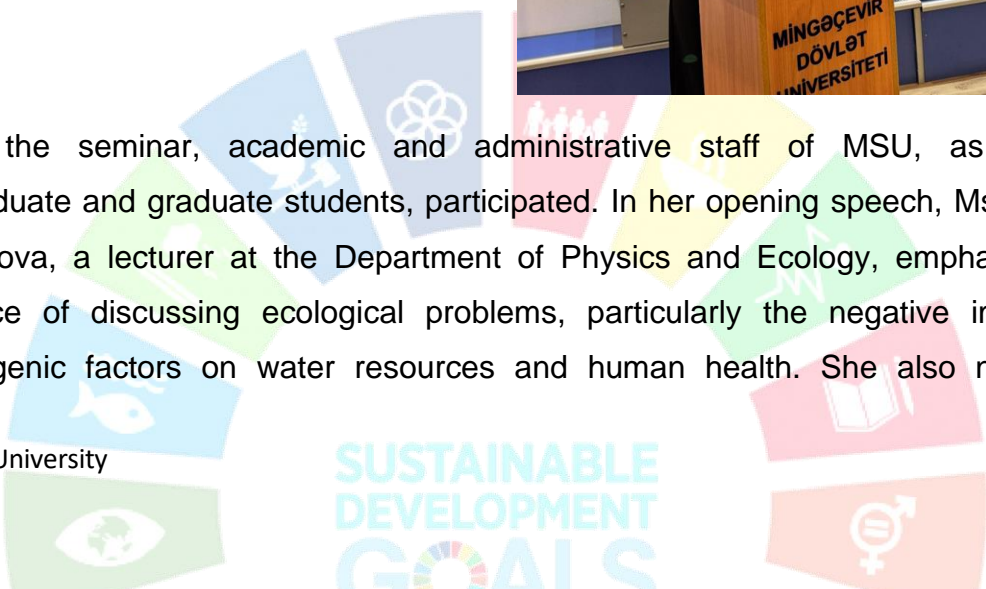 MİNGƏÇEVİR
DÖVLƏT
UNİVERSİTETİ
the seminar, academic and administrative staff of MSU, as
duate and graduate students, participated. In her opening speech, Ms
ova, a lecturer at the Department of Physics and Ecology, empha
ce of discussing ecological problems, particularly the negative i
genic factors on water resources and human health. She also
University
SUSTAINABLE
DEVELOPMENT
GOALS